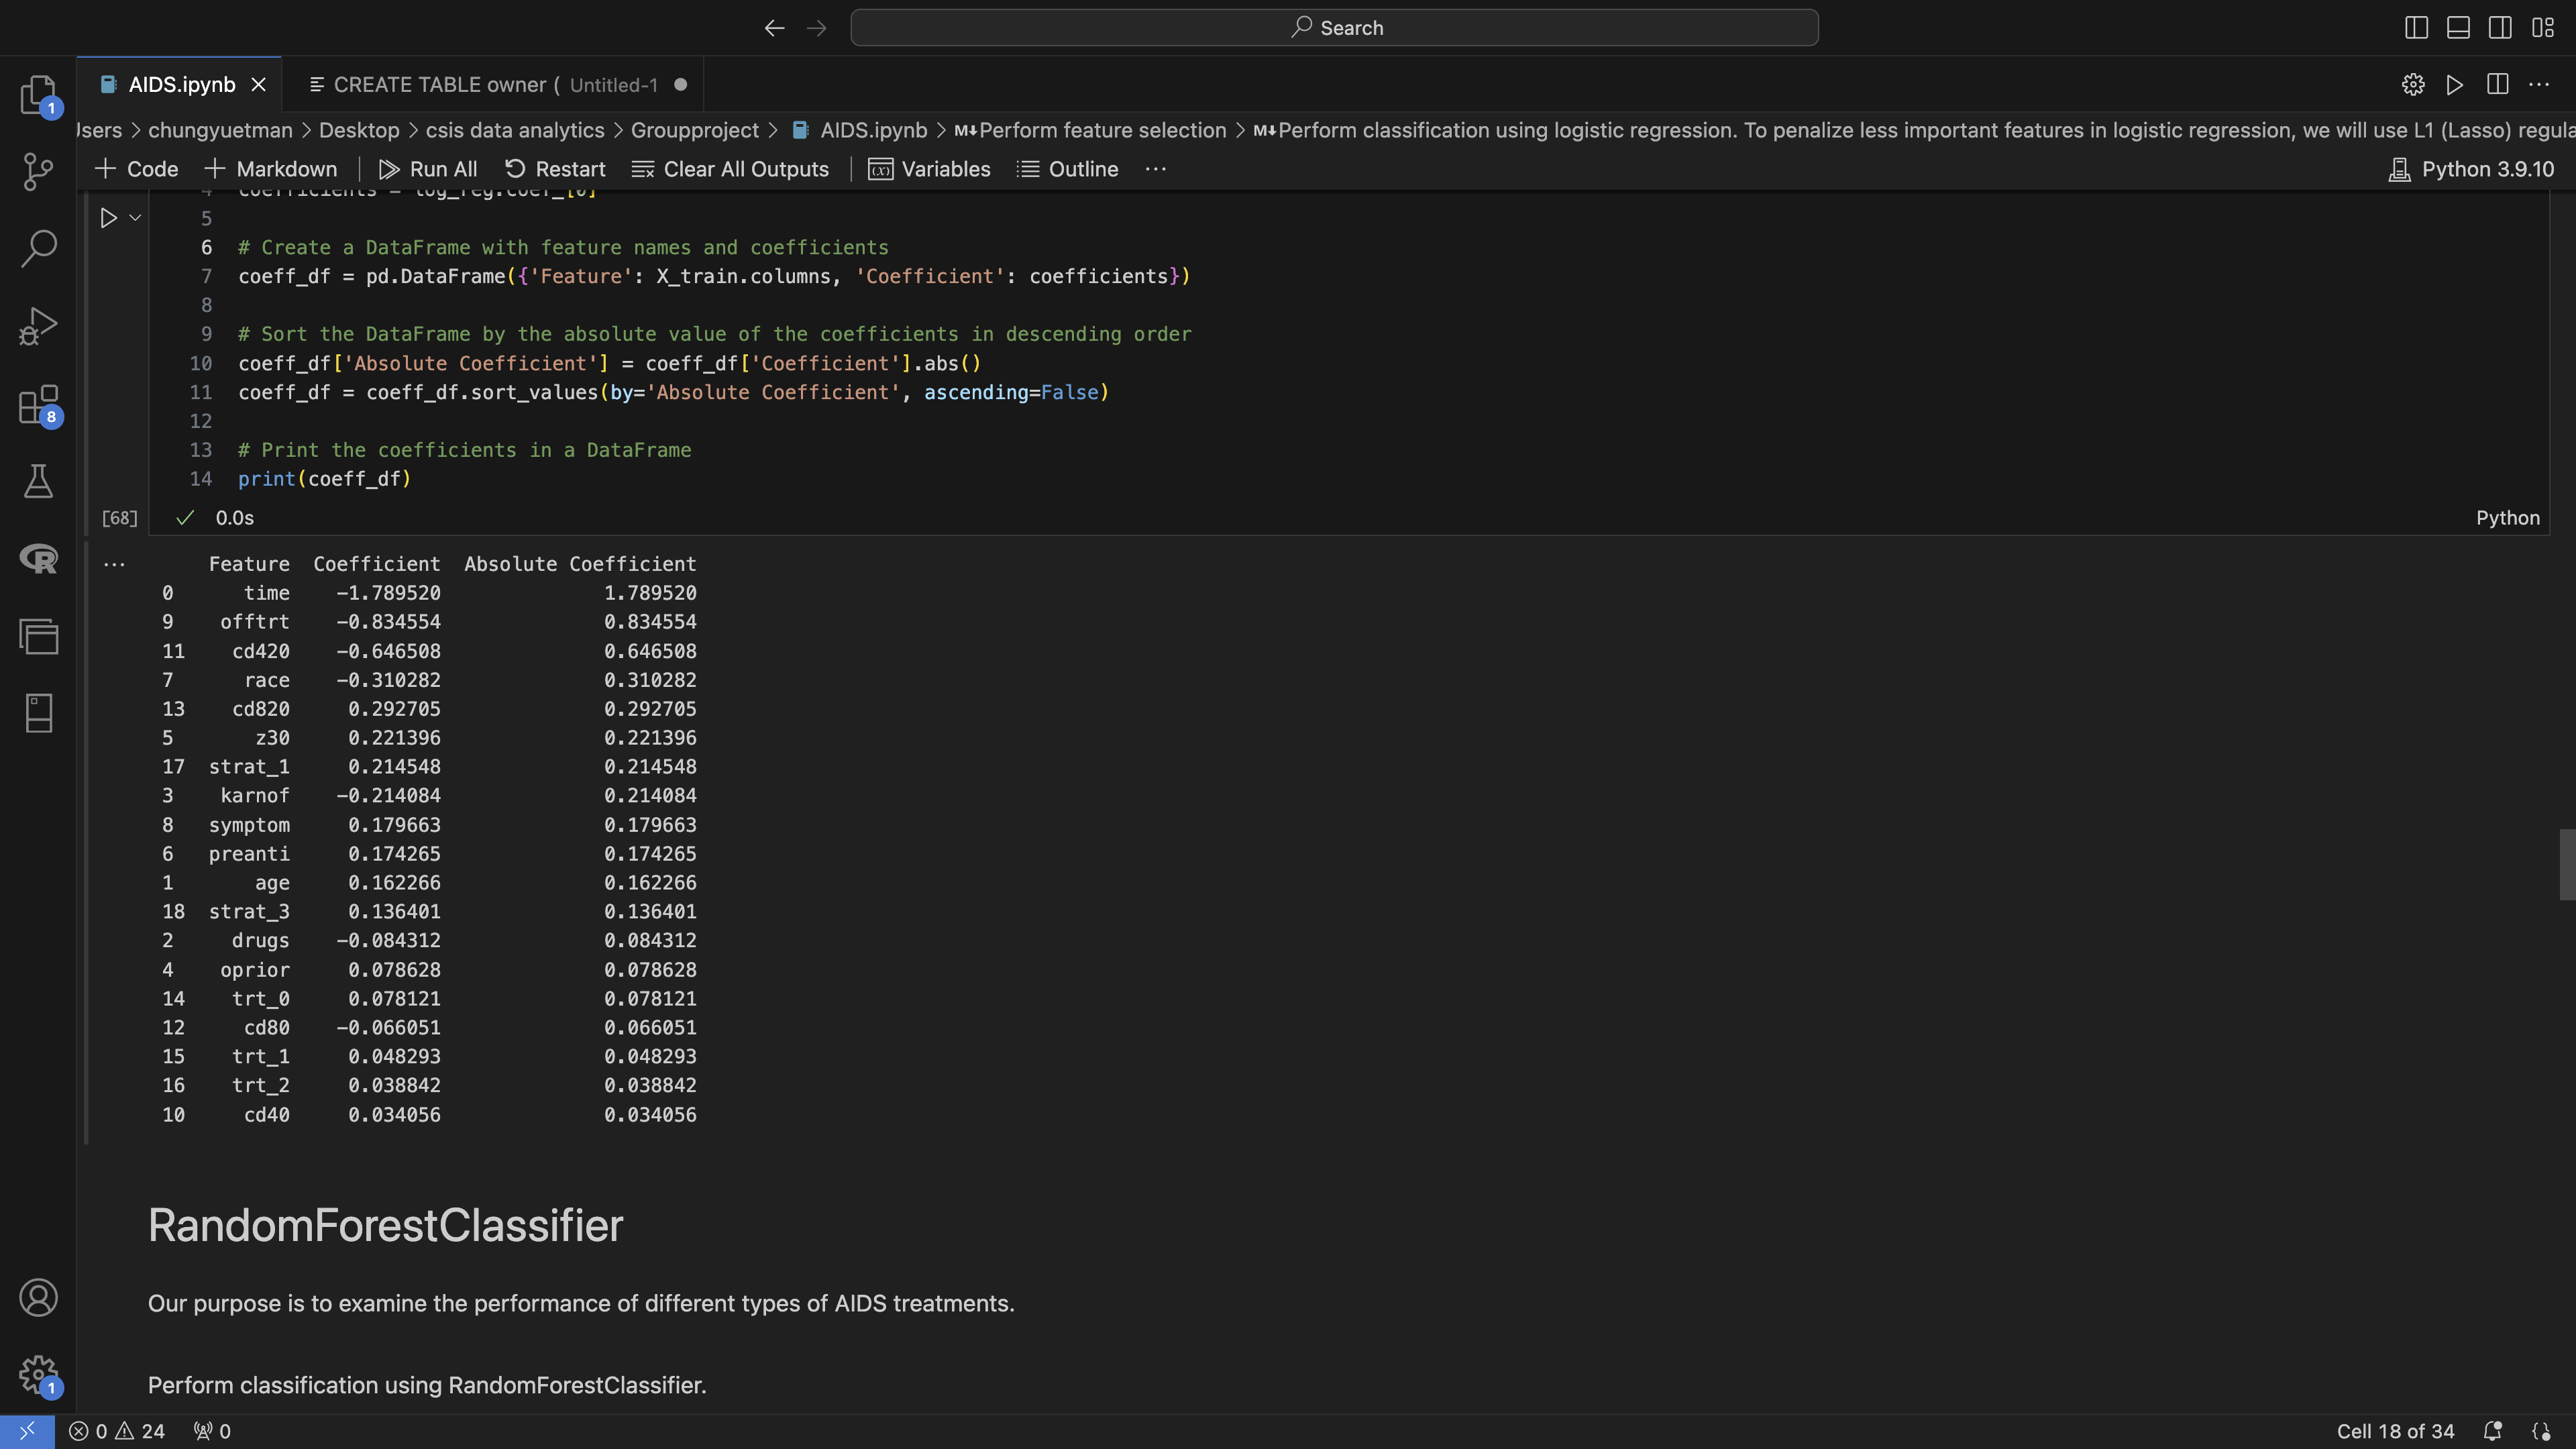 Search
AIDS.ipynb
CREATE TABLE owner ( Untitled-1
Users > chungyuetman > Desktop > csis data analytics > Groupproject > AIDS.ipynb > M↓Perform feature selection > M↓Perform classification using logistic regression. To penalize less important features in logistic regression, we will use L1 (Lasso) regula
+ Code + Markdown | Run All Restart Clear All Outputs | Variables Outline ...
Python 3.9.10
4 coefficients = log_reg.coef_[0]
5
6 # Create a DataFrame with feature names and coefficients
7 coeff_df = pd.DataFrame({'Feature': X_train.columns, 'Coefficient': coefficients})
8
9 # Sort the DataFrame by the absolute value of the coefficients in descending order
10 coeff_df['Absolute Coefficient'] = coeff_df['Coefficient'].abs()
11 coeff_df = coeff_df.sort_values(by='Absolute Coefficient', ascending=False)
12
13 # Print the coefficients in a DataFrame
14 print(coeff_df)
[68] ✓ 0.0s
Python
... Feature Coefficient Absolute Coefficient
0 time -1.789520 1.789520
9 offtrt -0.834554 0.834554
11 cd420 -0.646508 0.646508
7 race -0.310282 0.310282
13 cd820 0.292705 0.292705
5 z30 0.221396 0.221396
17 strat_1 0.214548 0.214548
3 karnof -0.214084 0.214084
8 symptom 0.179663 0.179663
6 preanti 0.174265 0.174265
1 age 0.162266 0.162266
18 strat_3 0.136401 0.136401
2 drugs -0.084312 0.084312
4 oprior 0.078628 0.078628
14 trt_0 0.078121 0.078121
12 cd80 -0.066051 0.066051
15 trt_1 0.048293 0.048293
16 trt_2 0.038842 0.038842
10 cd40 0.034056 0.034056
RandomForestClassifier
Our purpose is to examine the performance of different types of AIDS treatments.
Perform classification using RandomForestClassifier.
1
8
R
1
0 24 0
Cell 18 of 34